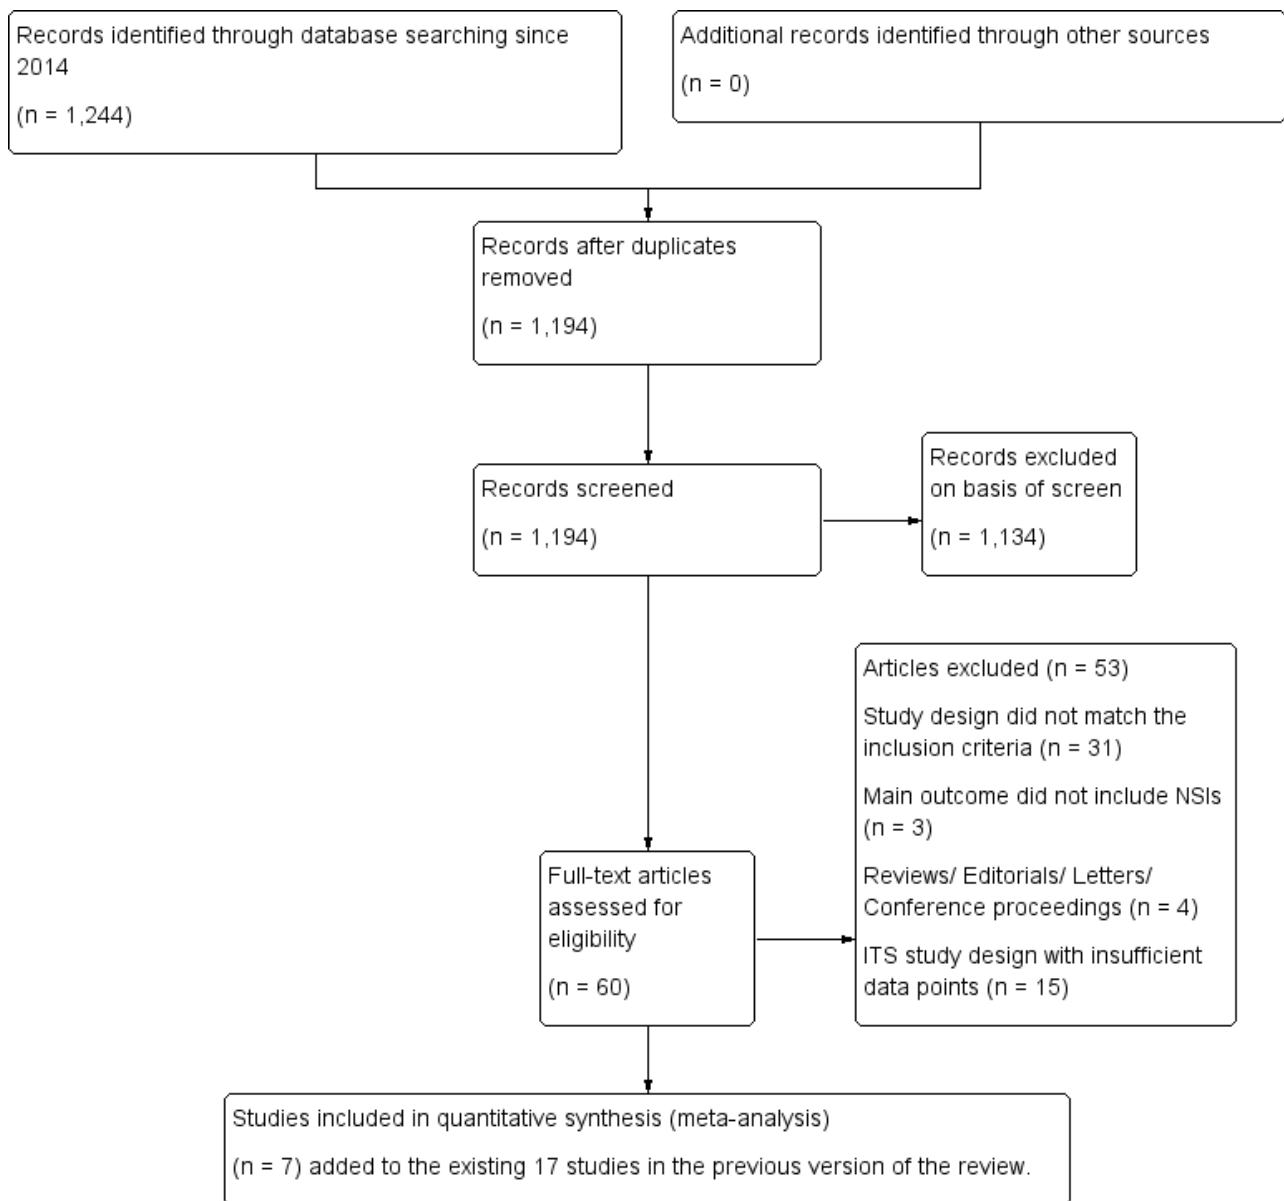 Records identified through database searching since
2014
(n = 1,244)
Additional records identified through other sources
(n = 0)
Records after duplicates
removed
(n = 1,194)
Records screened
(n = 1,194)
Records excluded
on basis of screen
(n = 1,134)
Full-text articles
assessed for
eligibility
(n = 60)
Articles excluded (n = 53)
Study design did not match the
inclusion criteria (n = 31)
Main outcome did not include NSIs
(n = 3)
Reviews/ Editorials/ Letters/
Conference proceedings (n = 4)
ITS study design with insufficient
data points (n = 15)
Studies included in quantitative synthesis (meta-analysis)
(n = 7) added to the existing 17 studies in the previous version of the review.